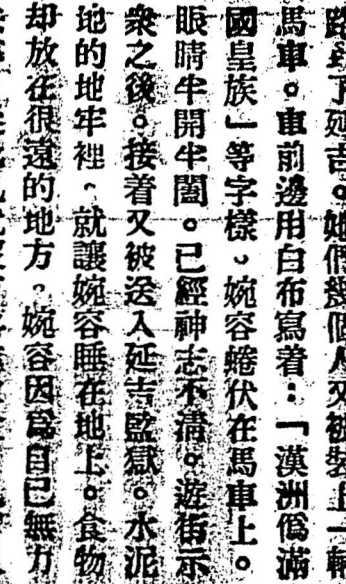 到了延吉。她們幾個人又被裝上一輛
馬車。車前邊用白布寫着：「漢洲僞滿
國皇族」等字樣。婉容蜷伏在馬車上。
眼睛半開半闔。已經神志不清。遊街示
衆之後。接着又被送入延吉監獄。水泥
地的地牢裡。就讓婉容睡在地上。食物
却放在很遠的地方。婉容因爲自己無力